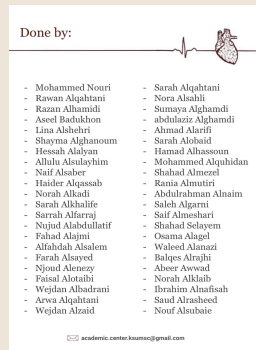 Done by:
- Mohammed Nouri
- Rawan Alqahtani
- Razan Alhamidi
- Aseel Badukhon
- Lina Alshehri
- Shayma Alghanoum
- Hessah Alalyan
- Allulu Alsulayhim
- Naif Alsaber
- Haider Alqassab
- Norah Alkadi
- Sarah Alkhalife
- Sarrah Alfarraj
- Nujud Alabdullatif
- Fahad Alajmi
- Alfahdah Alsalem
- Farah Alsayed
- Njoud Alenezy
- Faisal Alotaibi
- Wejdan Albadrani
- Arwa Alqahtani
- Wejdan Alzaid
- Sarah Alqahtani
- Nora Alsahli
- Sumaya Alghamdi
- abdulaziz Alghamdi
- Ahmad Alarifi
- Sarah Alobaid
- Hamad Alhassoun
- Mohammed Alquhidan
- Shahad Almezel
- Rania Almutiri
- Abdulrahman Alnaim
- Saleh Algarni
- Saif Almeshari
- Shahad Selayem
- Osama Alagel
- Waleed Alanazi
- Balqes Alrajhi
- Abeer Awwad
- Norah Alklaib
- Ibrahim Alnafisah
- Saud Alrasheed
- Nouf Alsubaie
academic.center.ksumsc@gmail.com